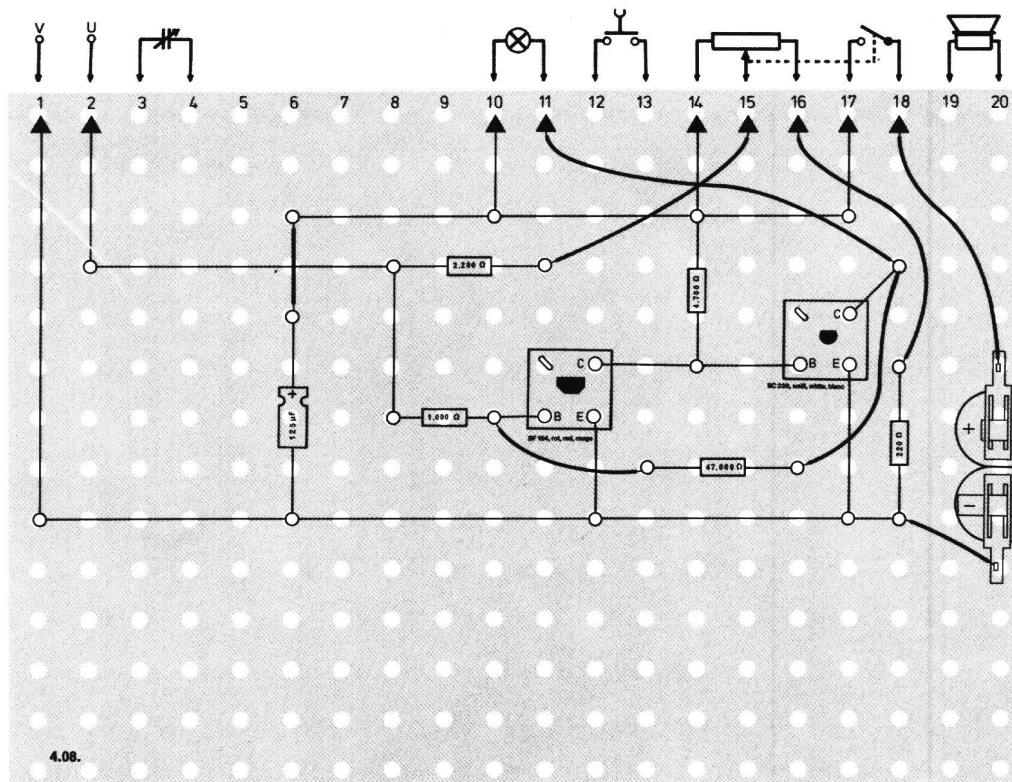 V U
1 2 3 4 5 6 7 8 9 10 11 12 13 14 15 16 17 18 19 20
2.200 Ω
4.700 Ω
C
B E
BC 238, weiß, white, blanc
C
B E
BF 194, rot, red, rouge
+
125 µF
1.000 Ω
47.000 Ω
220 Ω
+
−
4.08.